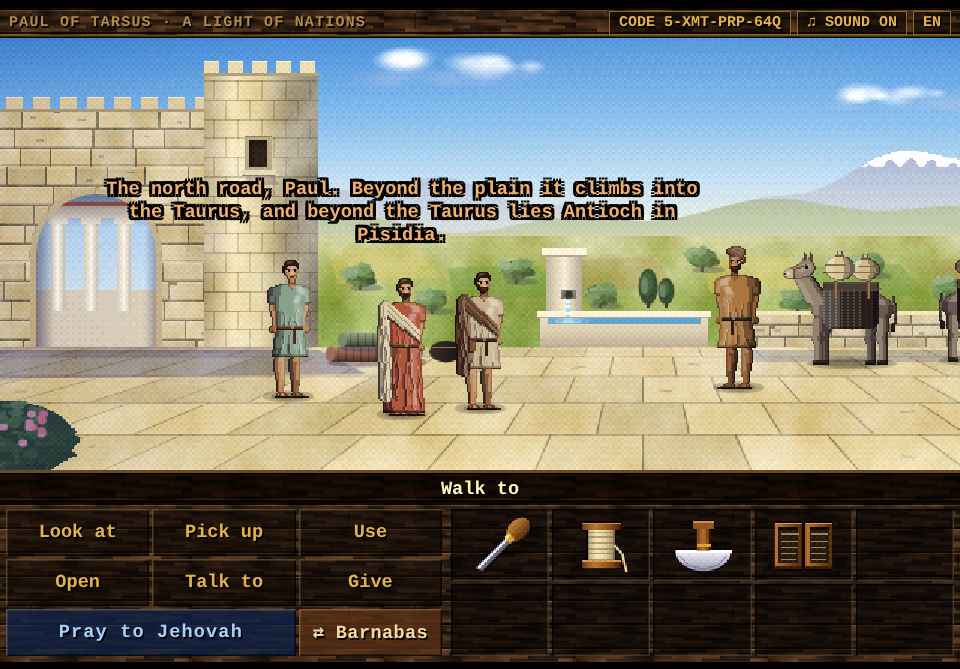 PAUL OF TARSUS · A LIGHT OF NATIONS
CODE 5-XMT-PRP-64Q
♫ SOUND ON
EN
The north road, Paul. Beyond the plain it climbs into
the Taurus, and beyond the Taurus lies Antioch in
Pisidia.
Walk to
Look at
Pick up
Use
Open
Talk to
Give
Pray to Jehovah
⇄ Barnabas